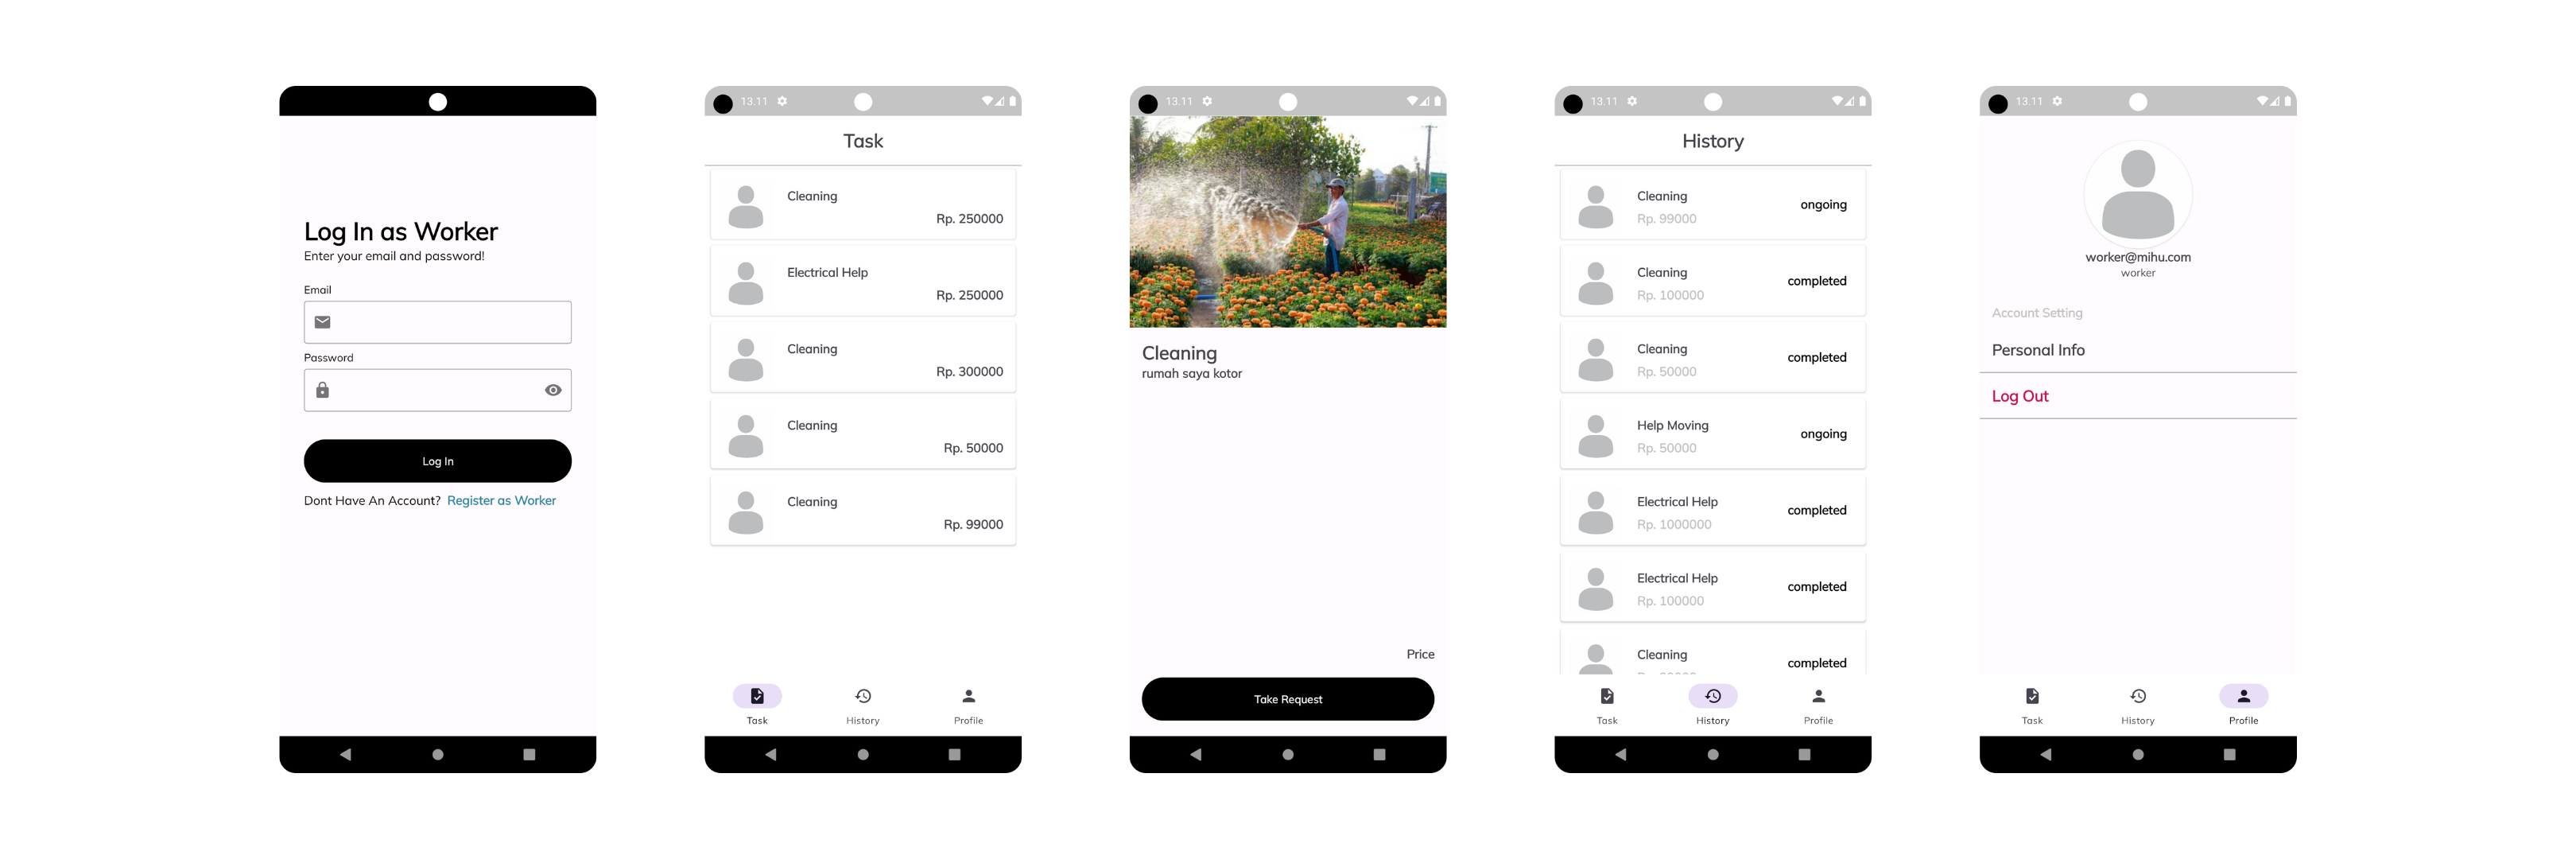 Log In as Worker
Enter your email and password!
Email
Password
Log In
Dont Have An Account? Register as Worker
13.11
Task
Cleaning
Rp. 250000
Electrical Help
Rp. 250000
Cleaning
Rp. 300000
Cleaning
Rp. 50000
Cleaning
Rp. 99000
Task
History
Profile
13.11
Cleaning
rumah saya kotor
Price
Take Request
13.11
History
Cleaning
Rp. 99000
ongoing
Cleaning
Rp. 100000
completed
Cleaning
Rp. 50000
completed
Help Moving
Rp. 50000
ongoing
Electrical Help
Rp. 1000000
completed
Electrical Help
Rp. 100000
completed
Cleaning
completed
Task
History
Profile
13.11
worker@mihu.com
worker
Account Setting
Personal Info
Log Out
Task
History
Profile